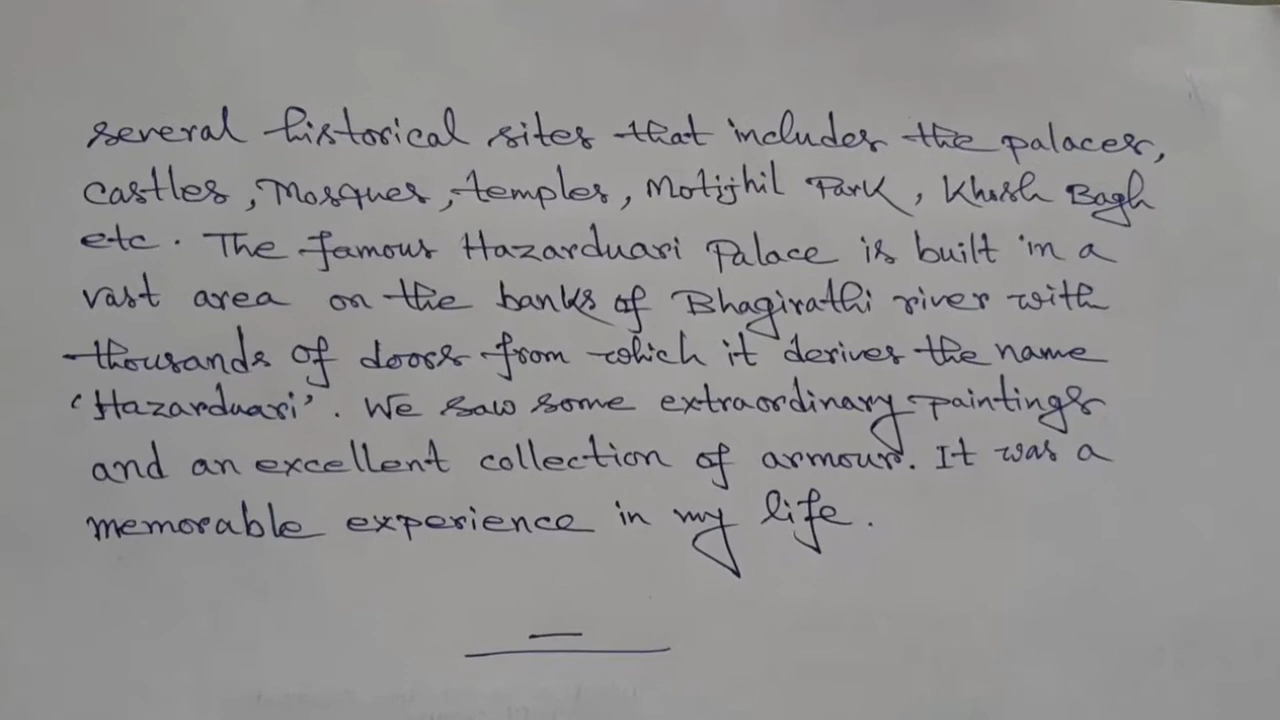 several historical sites that includes the palaces,
castles, Mosques, temples, Motijhil Park, Khush Bagh
etc. The famous Hazarduari Palace is built in a
vast area on the banks of Bhagirathi river with
thousands of doors from which it derives the name
'Hazarduari'. We saw some extraordinary paintings
and an excellent collection of armour. It was a
memorable experience in my life.